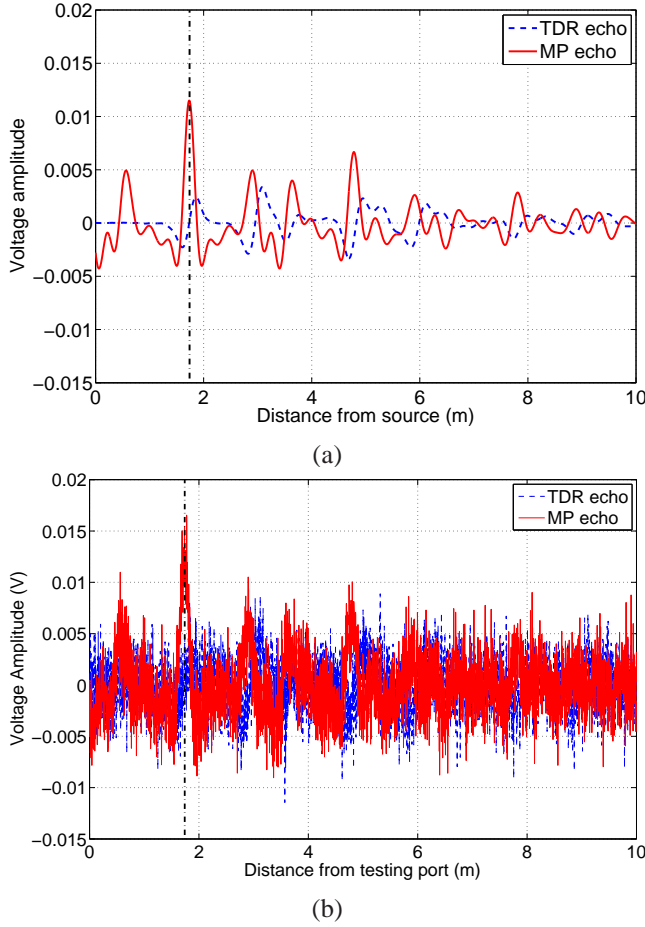 0.02
0.015
0.01
0.005
0
−0.005
−0.01
−0.015
Voltage amplitude
TDR echo
MP echo
0 2 4 6 8 10
Distance from source (m)
(a)
0.02
0.015
0.01
0.005
0
−0.005
−0.01
−0.015
Voltage Amplitude (V)
TDR echo
MP echo
0 2 4 6 8 10
Distance from testing port (m)
(b)